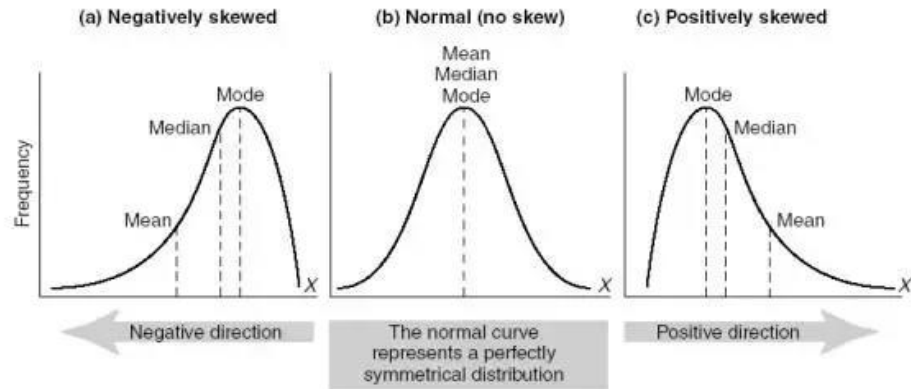 (a) Negatively skewed
(b) Normal (no skew)
(c) Positively skewed
Frequency
Mode
Median
Mean
X
Mean
Median
Mode
X
Mode
Median
Mean
X
Negative direction
The normal curve
represents a perfectly
symmetrical distribution
Positive direction